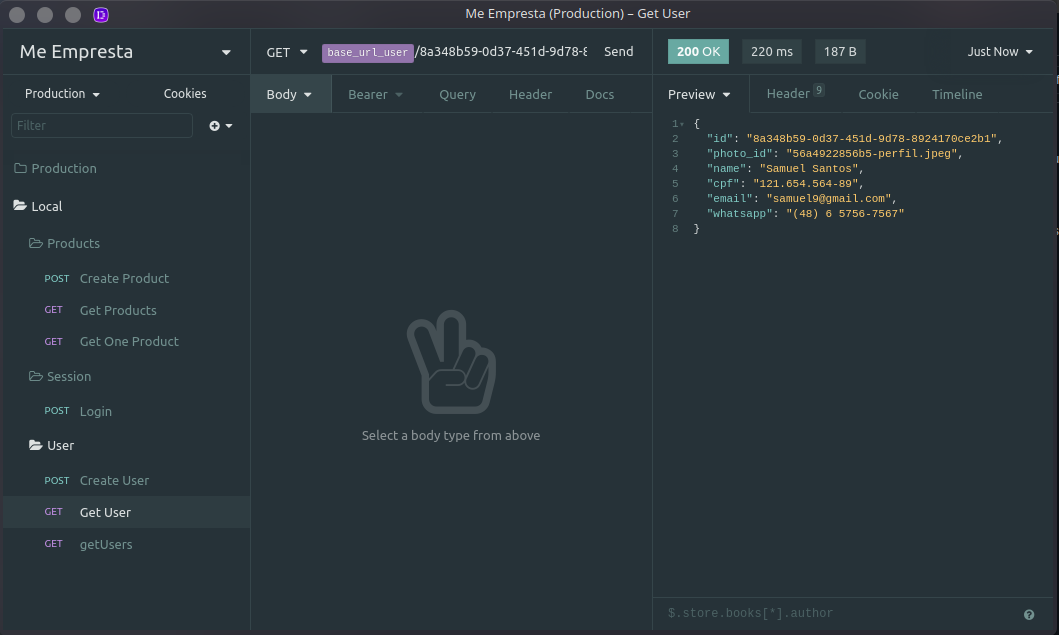 Me Empresta (Production) – Get User
Me Empresta
Production
Cookies
Filter
Production
Local
Products
POST Create Product
GET Get Products
GET Get One Product
Session
POST Login
User
POST Create User
GET Get User
GET getUsers
GET base_url_user/8a348b59-0d37-451d-9d78-8 Send
Body Bearer Query Header Docs
Select a body type from above
200 OK 220 ms 187 B Just Now
Preview Header 9 Cookie Timeline
1 {
2 "id": "8a348b59-0d37-451d-9d78-8924170ce2b1",
3 "photo_id": "56a4922856b5-perfil.jpeg",
4 "name": "Samuel Santos",
5 "cpf": "121.654.564-89",
6 "email": "samuel9@gmail.com",
7 "whatsapp": "(48) 6 5756-7567"
8 }
$.store.books[*].author